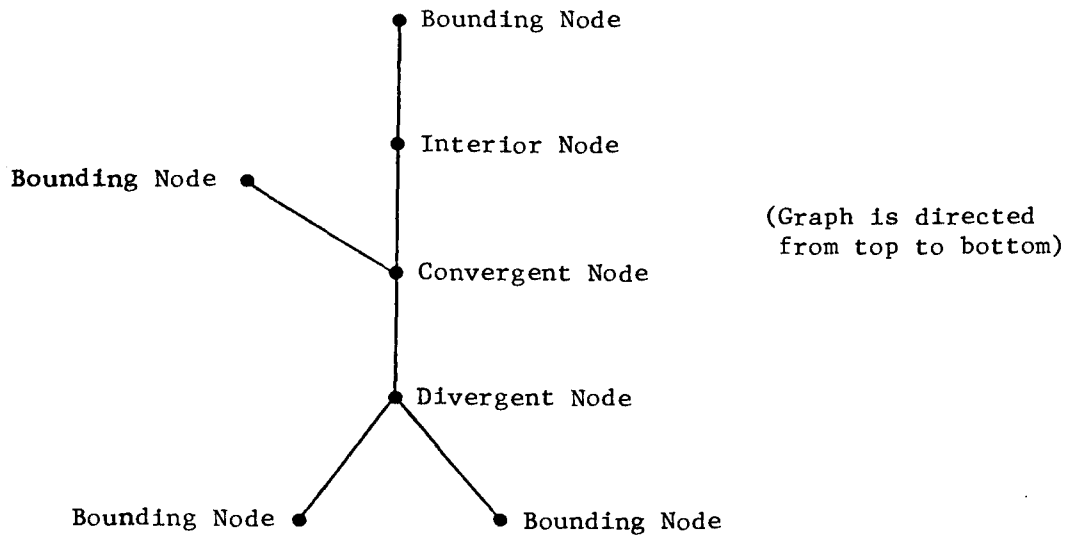 Bounding Node
Interior Node
Bounding Node
(Graph is directed
from top to bottom)
Convergent Node
Divergent Node
Bounding Node
Bounding Node